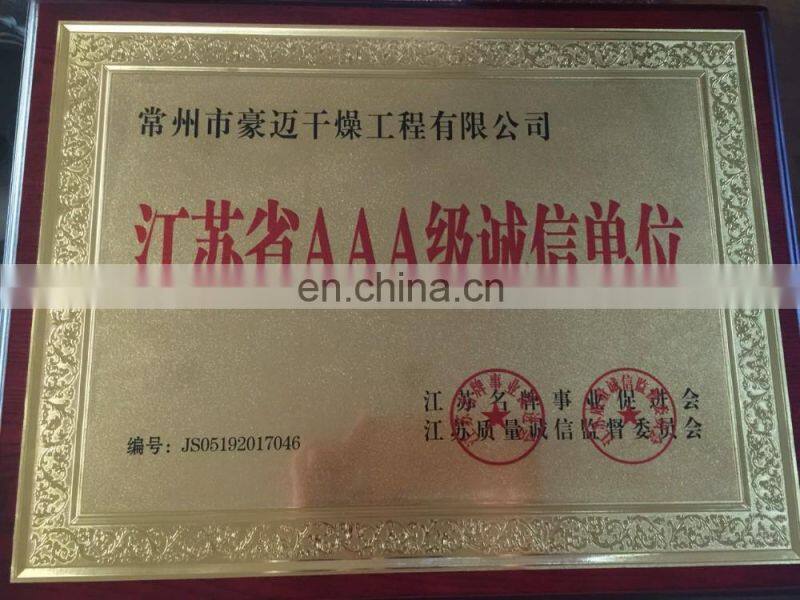 常州市豪迈干燥工程有限公司
江苏省AAA级诚信单位
en.china.cn
江苏名牌事业促进会
江苏质量诚信监督委员会
编号：JS05192017046